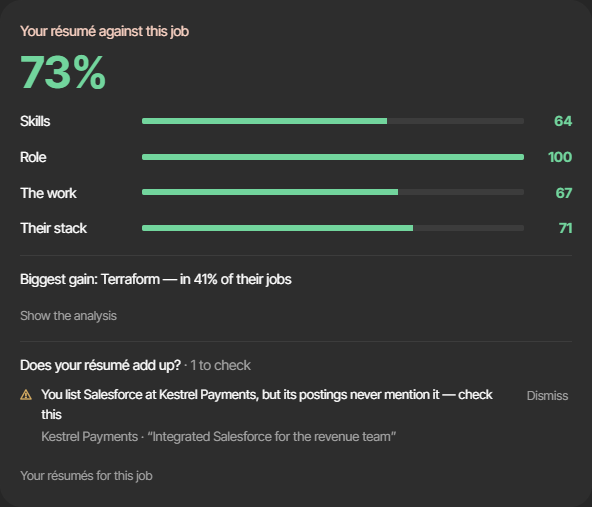 Your résumé against this job
73%
Skills 64
Role 100
The work 67
Their stack 71
Biggest gain: Terraform — in 41% of their jobs
Show the analysis
Does your résumé add up? · 1 to check
You list Salesforce at Kestrel Payments, but its postings never mention it — check Dismiss
this
Kestrel Payments · “Integrated Salesforce for the revenue team”
Your résumés for this job